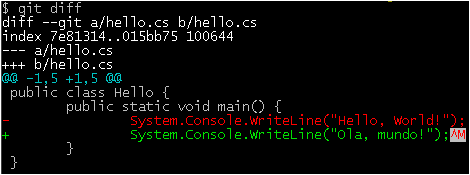 $ git diff
diff --git a/hello.cs b/hello.cs
index 7e81314..015bb75 100644
--- a/hello.cs
+++ b/hello.cs
@@ -1,5 +1,5 @@
 public class Hello {
        public static void main() {
-               System.Console.WriteLine("Hello, World!");
+               System.Console.WriteLine("Ola, mundo!");^M
        }
 }